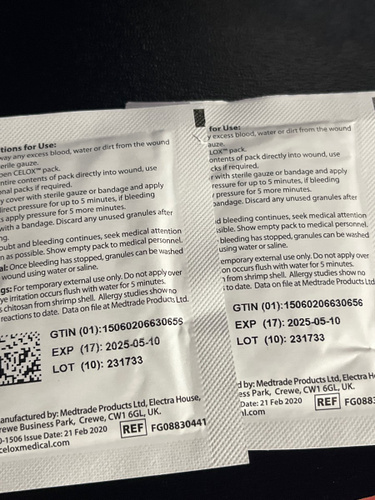 tions for Use:
way any excess blood, water or dirt from the wound
erile gauze.
pen CELOX™ pack.
ntire contents of pack directly into wound, use
onal packs if required.
y cover with sterile gauze or bandage and apply
direct pressure for up to 5 minutes, if bleeding
s apply pressure for 5 more minutes.
with a bandage. Discard any unused granules after
ng.
oubt and bleeding continues, seek medical attention
n as possible. Show empty pack to medical personnel.
al: Once bleeding has stopped, granules can be washed
wound using water or saline.
gs: For temporary external use only. Do not apply over
ye irritation occurs flush with water for 5 minutes.
s chitosan from shrimp shell. Allergy studies show no
reactions to date. Data on file at Medtrade Products Ltd.
GTIN (01):15060206630656
EXP (17): 2025-05-10
LOT (10): 231733
anufactured by: Medtrade Products Ltd, Electra House,
rewe Business Park, Crewe, CW1 6GL, UK.
0-1506 Issue Date: 21 Feb 2020 REF FG08830441
celoxmedical.com
for Use:
y excess blood, water or dirt from the wound
auze.
LOX™ pack.
ontents of pack directly into wound, use
cks if required.
r with sterile gauze or bandage and apply
ressure for up to 5 minutes, if bleeding
y pressure for 5 more minutes.
bandage. Discard any unused granules after
d bleeding continues, seek medical attention
sible. Show empty pack to medical personnel.
bleeding has stopped, granules can be washed
using water or saline.
emporary external use only. Do not apply over
on occurs flush with water for 5 minutes.
from shrimp shell. Allergy studies show no
to date. Data on file at Medtrade Products Ltd.
GTIN (01):15060206630656
EXP (17): 2025-05-10
LOT (10): 231733
d by: Medtrade Products Ltd, Electra H
ess Park, Crewe, CW1 6GL, UK.
Date: 21 Feb 2020 REF FG088
al.com